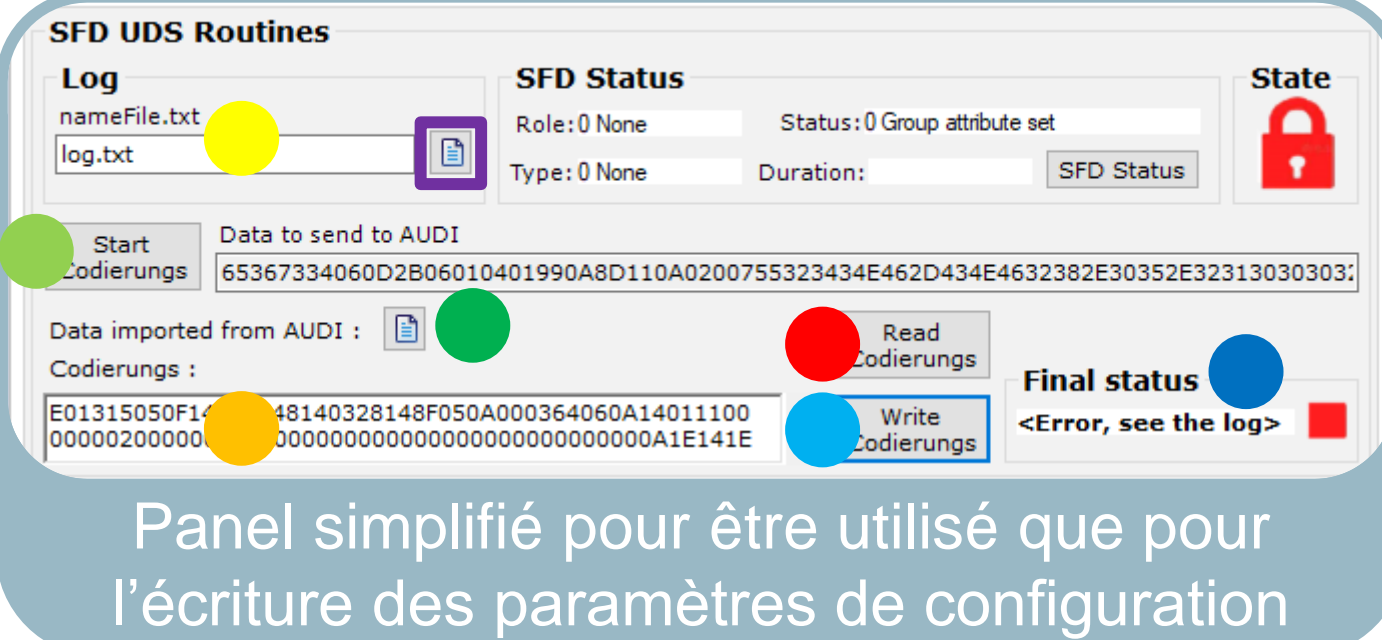 SFD UDS Routines
Log
nameFile.txt
log.txt
SFD Status
Role: 0 None
Status: 0 Group attribute set
Type: 0 None
Duration:
SFD Status
State
Start
Codierungs
Data to send to AUDI
65367334060D2B06010401990A8D110A0200755323434E462D434E4632382E30352E323130303032
Data imported from AUDI :
Codierungs :
E01315050F14 48140328148F050A000364060A14011100
0000020000000 000000000000000000000000000A1E141E
Read
Codierungs
Write
Codierungs
Final status
<Error, see the log>
Panel simplifié pour être utilisé que pour
l’écriture des paramètres de configuration